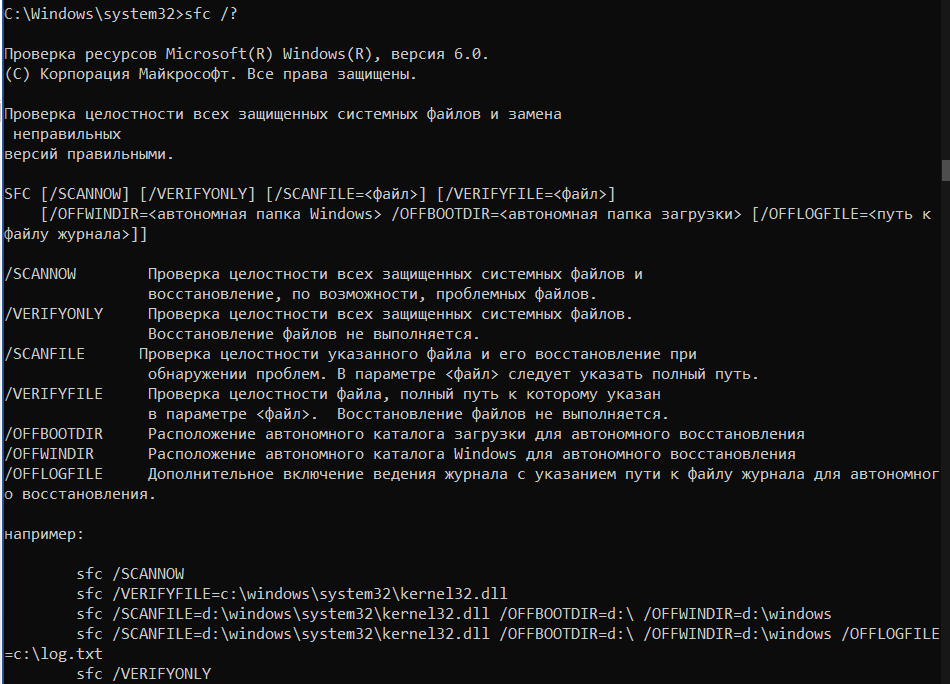 C:\Windows\system32>sfc /?
Проверка ресурсов Microsoft(R) Windows(R), версия 6.0.
(C) Корпорация Майкрософт. Все права защищены.
Проверка целостности всех защищенных системных файлов и замена
неправильных
версий правильными.
SFC [/SCANNOW] [/VERIFYONLY] [/SCANFILE=<файл>] [/VERIFYFILE=<файл>]
[/OFFWINDIR=<автономная папка Windows> /OFFBOOTDIR=<автономная папка загрузки> [/OFFLOGFILE=<путь к
файлу журнала>]]
/SCANNOW        Проверка целостности всех защищенных системных файлов и
восстановление, по возможности, проблемных файлов.
/VERIFYONLY     Проверка целостности всех защищенных системных файлов.
Восстановление файлов не выполняется.
/SCANFILE      Проверка целостности указанного файла и его восстановление при
обнаружении проблем. В параметре <файл> следует указать полный путь.
/VERIFYFILE     Проверка целостности файла, полный путь к которому указан
в параметре <файл>.  Восстановление файлов не выполняется.
/OFFBOOTDIR     Расположение автономного каталога загрузки для автономного восстановления
/OFFWINDIR      Расположение автономного каталога Windows для автономного восстановления
/OFFLOGFILE     Дополнительное включение ведения журнала с указанием пути к файлу журнала для автономног
о восстановления.
например:
sfc /SCANNOW
sfc /VERIFYFILE=c:\windows\system32\kernel32.dll
sfc /SCANFILE=d:\windows\system32\kernel32.dll /OFFBOOTDIR=d:\ /OFFWINDIR=d:\windows
sfc /SCANFILE=d:\windows\system32\kernel32.dll /OFFBOOTDIR=d:\ /OFFWINDIR=d:\windows /OFFLOGFILE
=c:\log.txt
sfc /VERIFYONLY